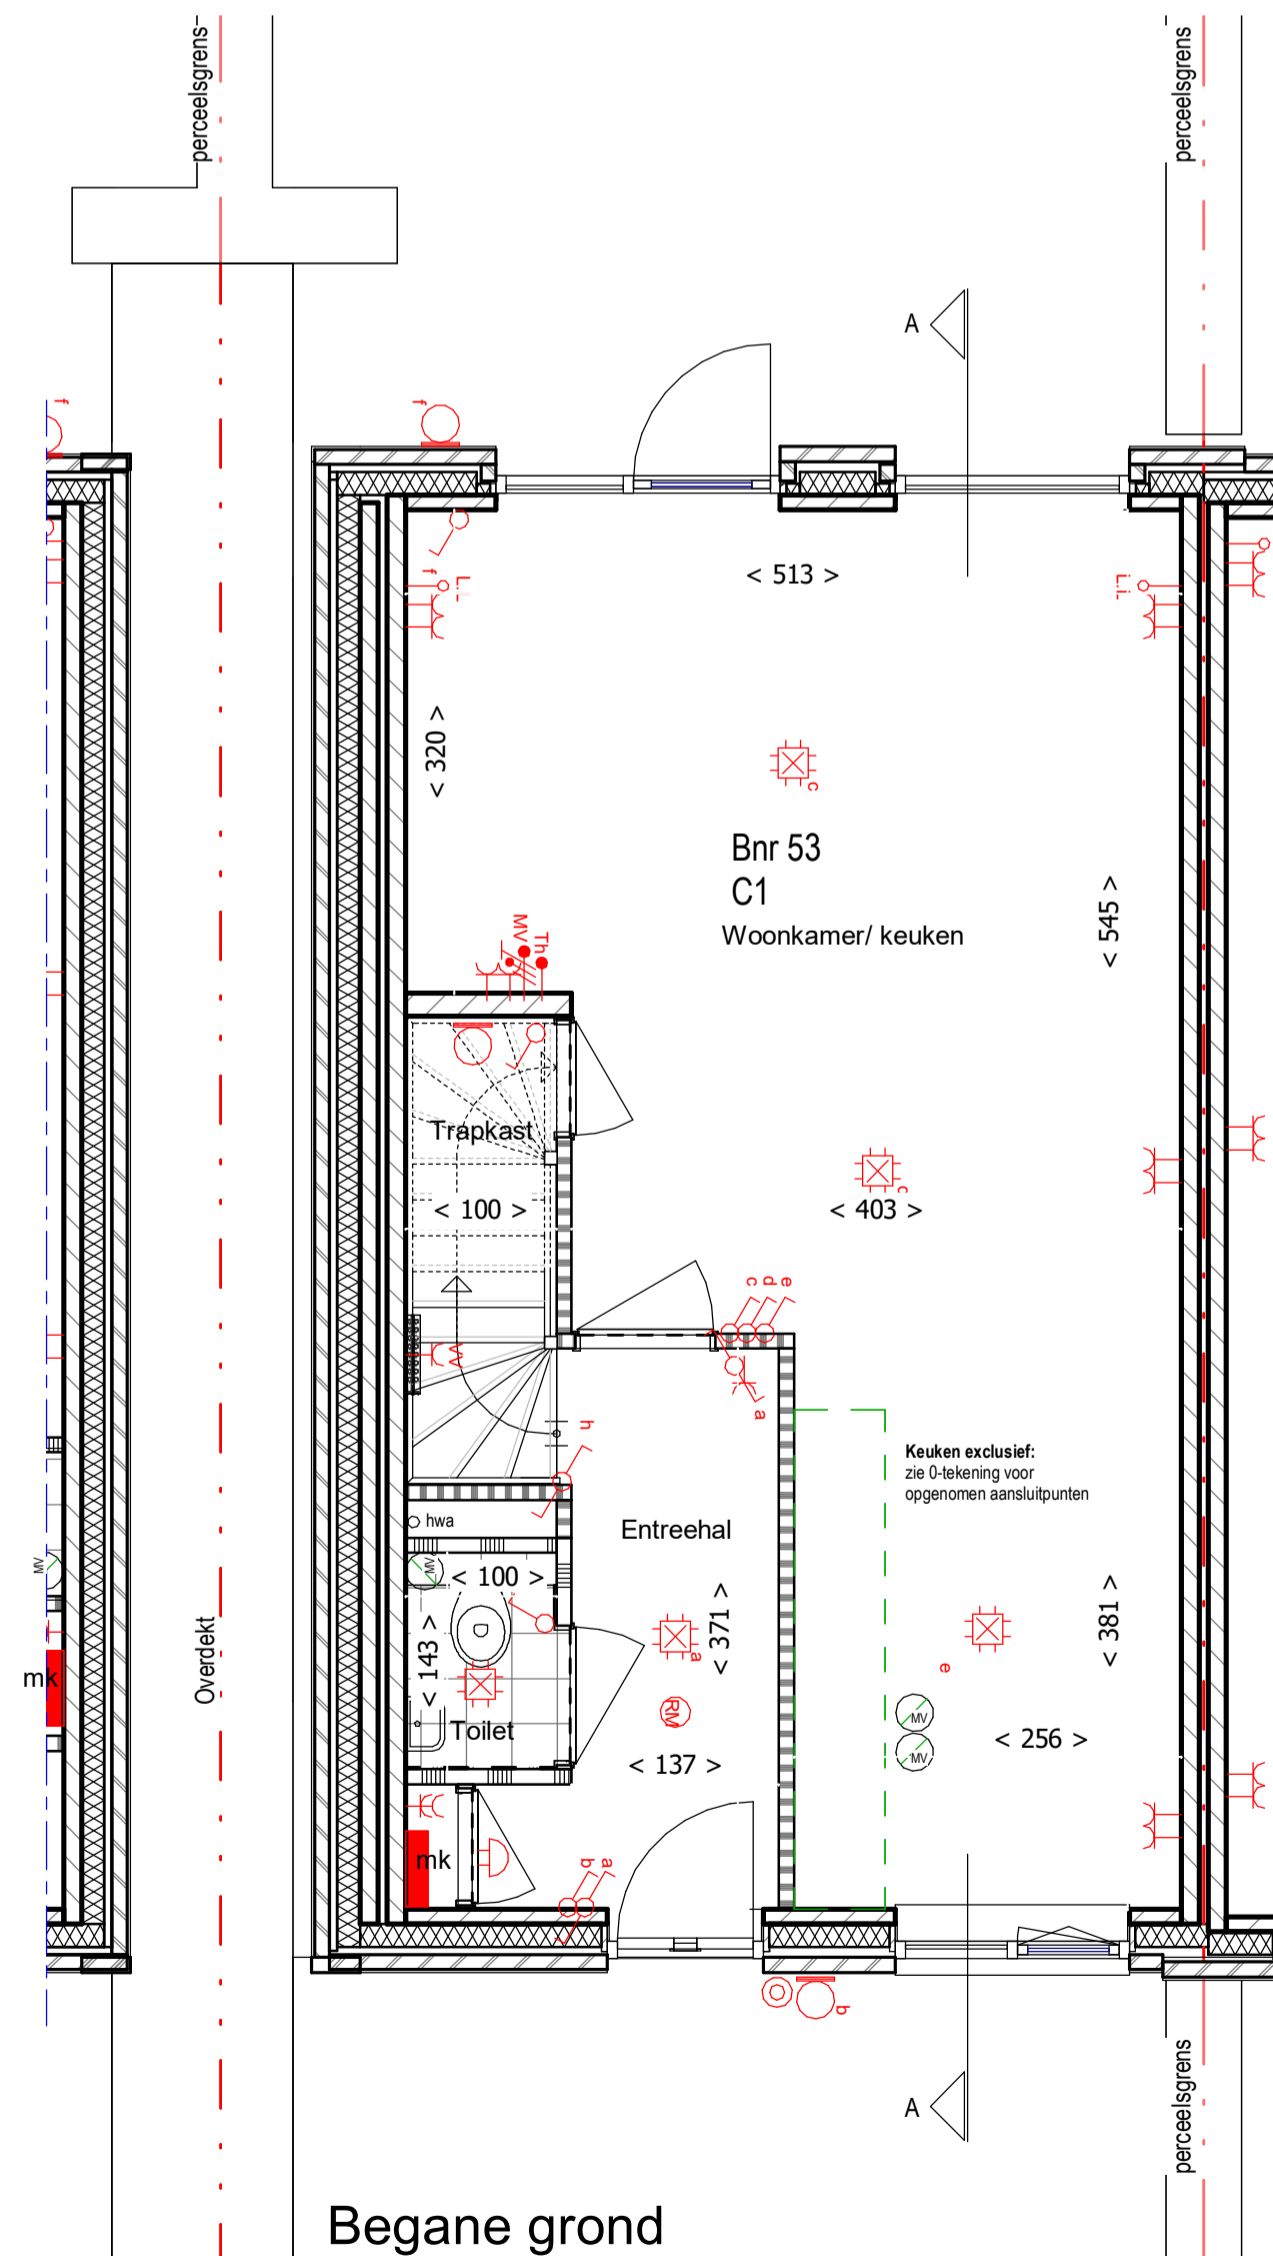 perceelsgrens
perceelsgrens
A
f
f
f
L.i.
L.i.
< 513 >
< 320 >
c
Bnr 53
C1
Woonkamer/ keuken
< 545 >
MV
Th
Trapkast
< 100 >
c
< 403 >
c d e
VV
a
h
Keuken exclusief:
zie 0-tekening voor
opgenomen aansluitpunten
hwa
Entreehal
MV
MV
< 100 >
< 143 >
< 371 >
< 381 >
a
e
Overdekt
mk
RM
Toilet
MV
MV
< 256 >
< 137 >
mk
b a
b
A
perceelsgrens
Begane grond